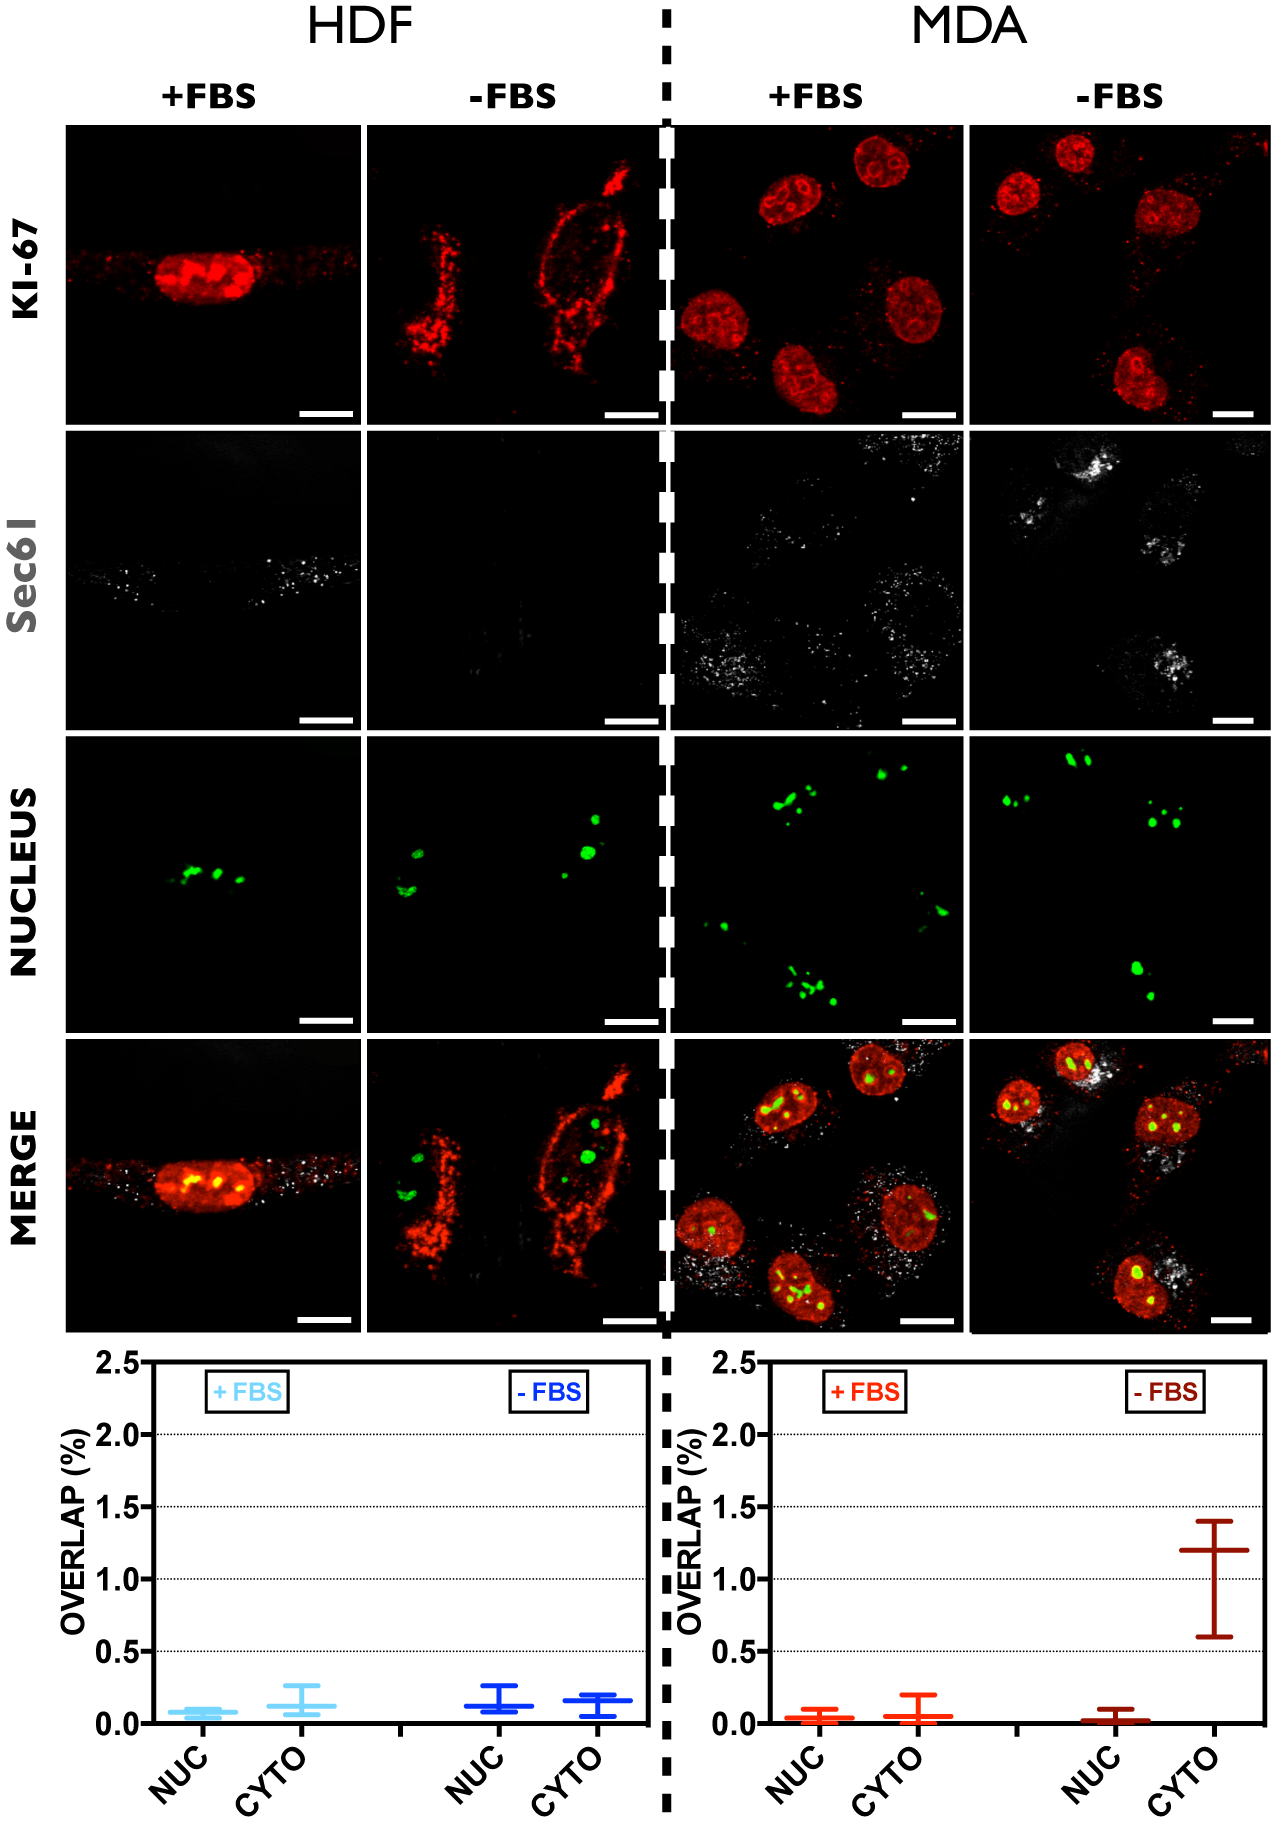 HDF
MDA
+FBS
-FBS
+FBS
-FBS
KI-67
Sec61
NUCLEUS
MERGE
2.5
2.0
1.5
1.0
0.5
0.0
OVERLAP (%)
+ FBS
- FBS
NUC
CYTO
NUC
CYTO
2.5
2.0
1.5
1.0
0.5
0.0
OVERLAP (%)
+ FBS
- FBS
NUC
CYTO
NUC
CYTO